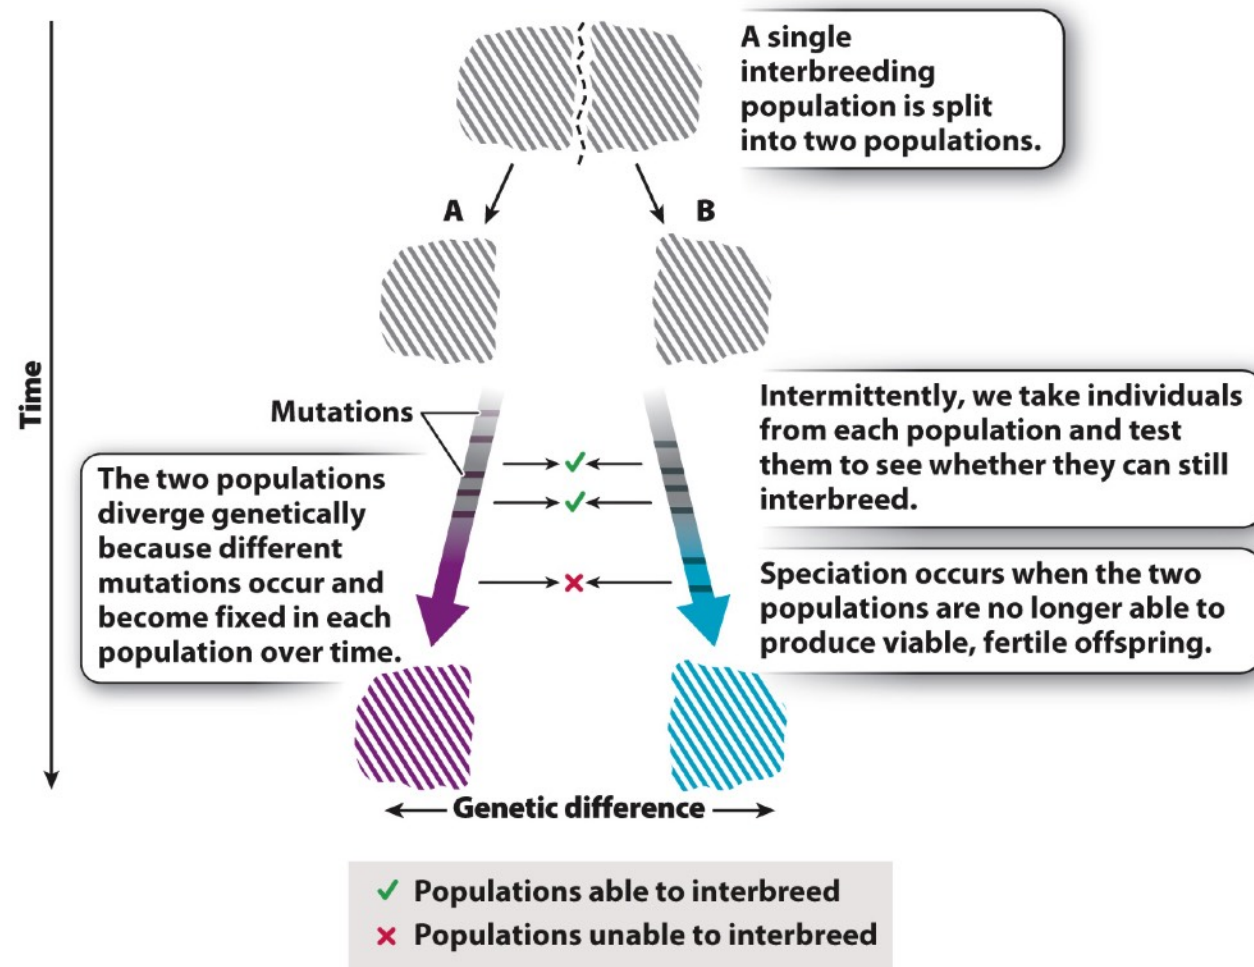 A single
interbreeding
population is split
into two populations.
A
B
Time
Mutations
Intermittently, we take individuals
from each population and test
them to see whether they can still
interbreed.
The two populations
diverge genetically
because different
mutations occur and
become fixed in each
population over time.
Speciation occurs when the two
populations are no longer able to
produce viable, fertile offspring.
Genetic difference
Populations able to interbreed
Populations unable to interbreed